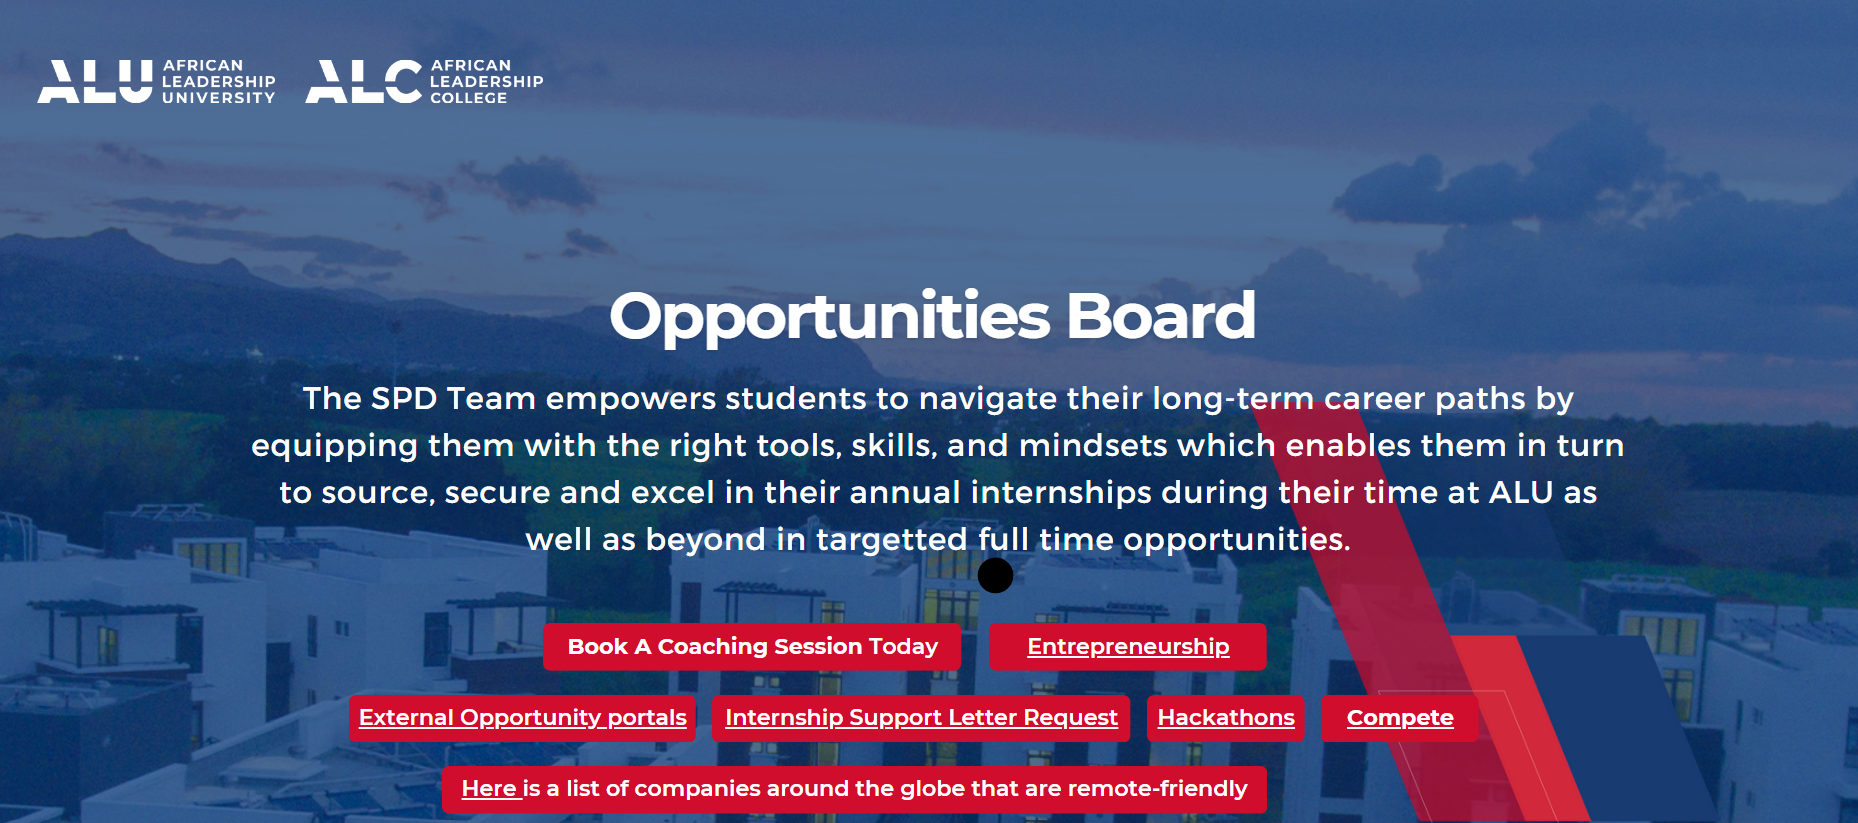 ALU AFRICAN
LEADERSHIP
UNIVERSITY
ALC AFRICAN
LEADERSHIP
COLLEGE
Opportunities Board
The SPD Team empowers students to navigate their long-term career paths by
equipping them with the right tools, skills, and mindsets which enables them in turn
to source, secure and excel in their annual internships during their time at ALU as
well as beyond in targetted full time opportunities.
Book A Coaching Session Today
Entrepreneurship
External Opportunity portals
Internship Support Letter Request
Hackathons
Compete
Here is a list of companies around the globe that are remote-friendly